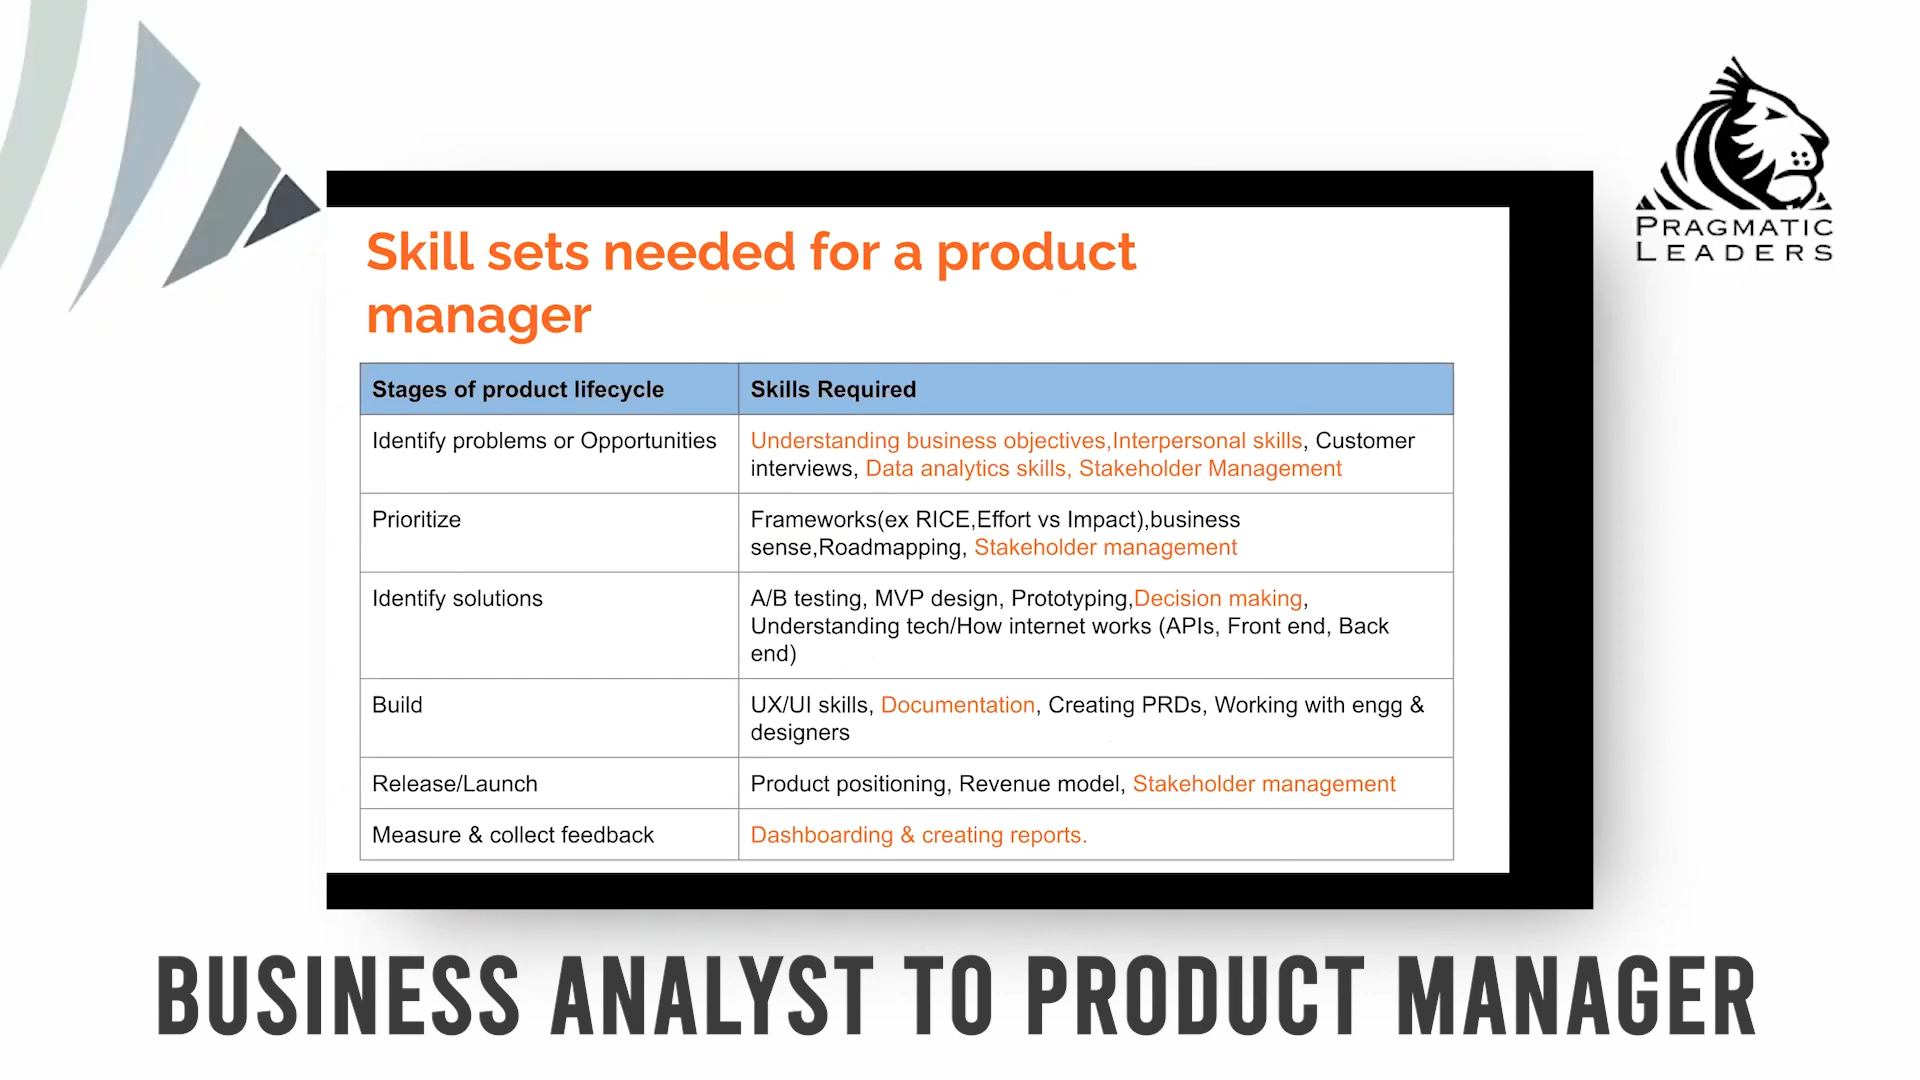 PRAGMATIC
LEADERS
Skill sets needed for a product
manager
Stages of product lifecycle
Skills Required
Identify problems or Opportunities
Understanding business objectives,Interpersonal skills, Customer
interviews, Data analytics skills, Stakeholder Management
Prioritize
Frameworks(ex RICE,Effort vs Impact),business
sense,Roadmapping, Stakeholder management
Identify solutions
A/B testing, MVP design, Prototyping,Decision making,
Understanding tech/How internet works (APIs, Front end, Back
end)
Build
UX/UI skills, Documentation, Creating PRDs, Working with engg &
designers
Release/Launch
Product positioning, Revenue model, Stakeholder management
Measure & collect feedback
Dashboarding & creating reports.
BUSINESS ANALYST TO PRODUCT MANAGER